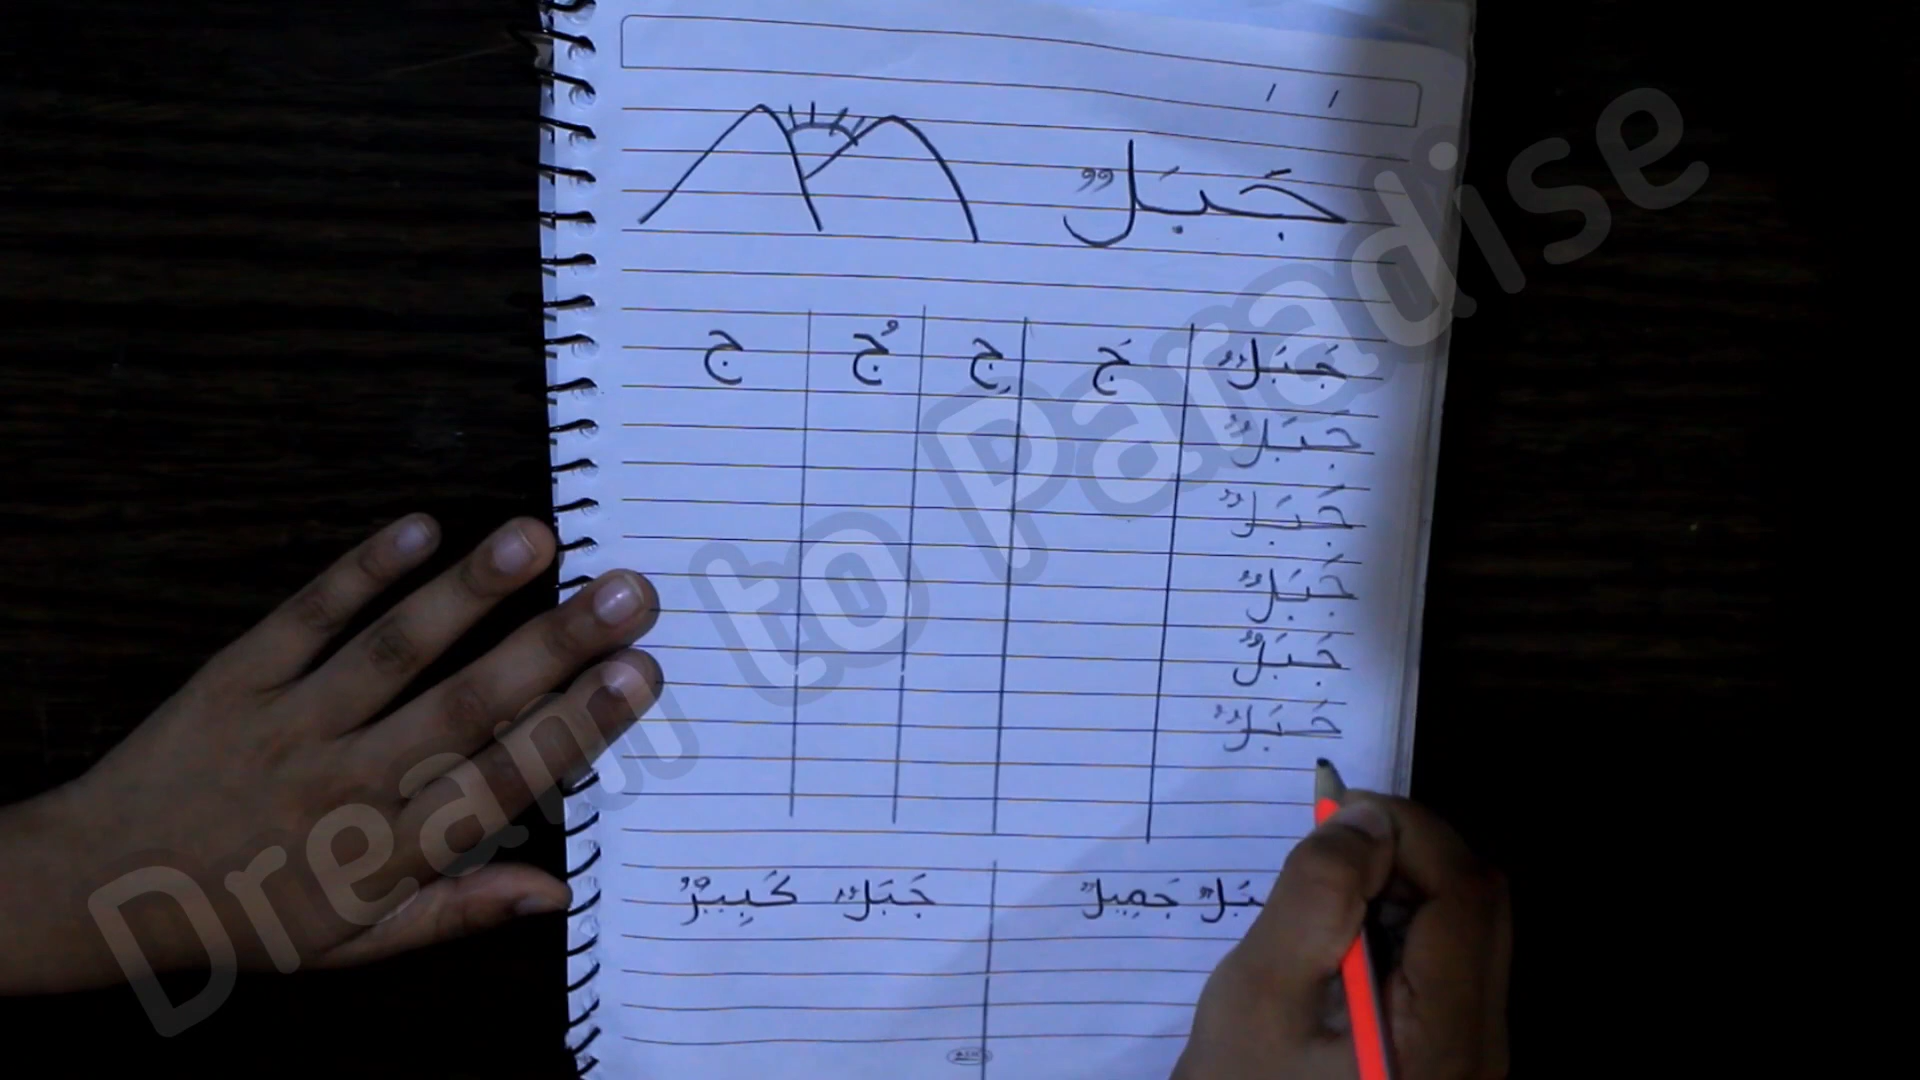 جَبَلٌ
جَبَلٌ جَ جِ جُ ج
جَبَلٌ
جَبَلٌ
جَبَلٌ
جَبَلٌ
جَبَلٌ
جَمِيلٌ جَبَلٌ كَبِيرٌ
Dream to Paradise